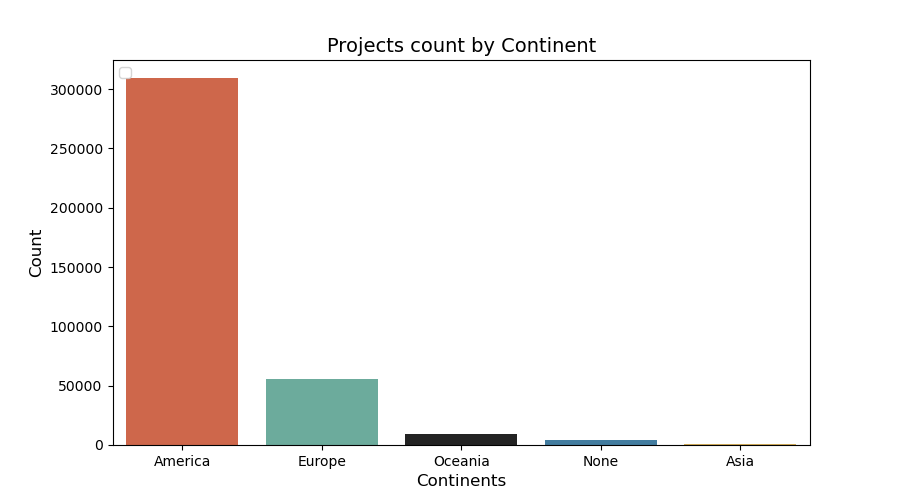 Projects count by Continent
300000
250000
200000
150000
100000
50000
0
Count
America
Europe
Oceania
None
Asia
Continents